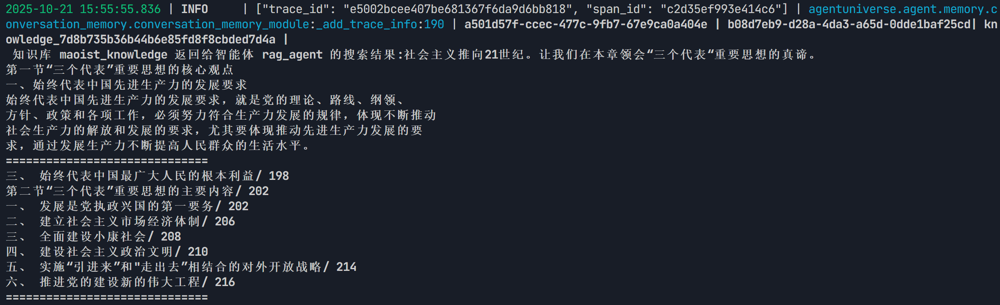 2025-10-21 15:55:55.836 | INFO     | ["trace_id": "e5002bcee407be681367f6da9d6bb818", "span_id": "c2d35ef993e414c6"] | agentuniverse.agent.memory.c
onversation_memory.conversation_memory_module:_add_trace_info:190 | a501d57f-ccec-477c-9fb7-67e9ca0a404e | b08d7eb9-d28a-4da3-a65d-0dde1baf25cd| kn
owledge_7d8b735b36b44b6e85fd8f8cbded7d4a |
知识库 maoist_knowledge 返回给智能体 rag_agent 的搜索结果:社会主义推向21世纪。让我们在本章领会“三个代表“重要思想的真谛。
第一节“三个代表”重要思想的核心观点
一、始终代表中国先进生产力的发展要求
始终代表中国先进生产力的发展要求，就是党的理论、路线、纲领、
方针、政策和各项工作，必须努力符合生产力发展的规律，体现不断推动
社会生产力的解放和发展的要求，尤其要体现推动先进生产力发展的要
求，通过发展生产力不断提高人民群众的生活水平。
==============================
三、 始终代表中国最广大人民的根本利益/ 198
第二节“三个代表”重要思想的主要内容/ 202
一、 发展是党执政兴国的第一要务/ 202
二、 建立社会主义市场经济体制/ 206
三、 全面建设小康社会/ 208
四、 建设社会主义政治文明/ 210
五、 实施“引进来”和"走出去”相结合的对外开放战略/ 214
六、 推进党的建设新的伟大工程/ 216
==============================